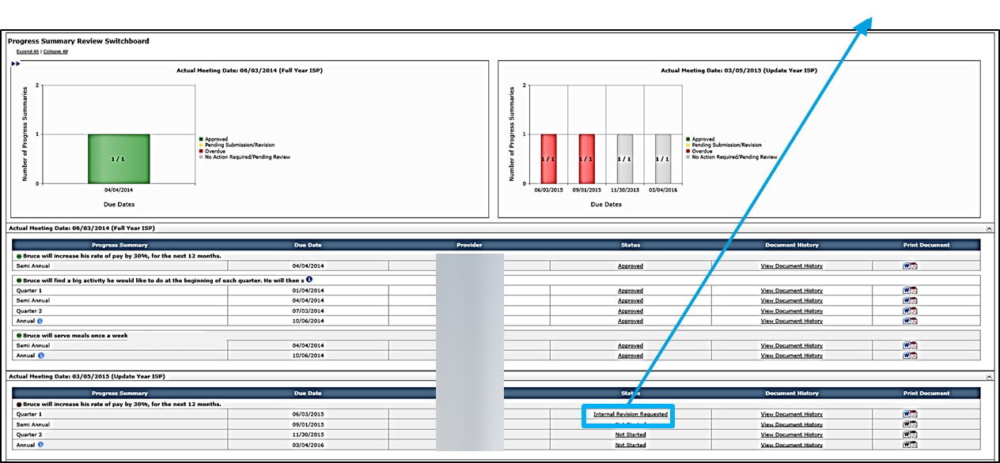 Progress Summary Review Switchboard
Expand All | Collapse All
Actual Meeting Date: 06/03/2014 (Full Year ISP)
Number of Progress Summaries
2
1
0
1 / 1
04/04/2014
Due Dates
Approved
Pending Submission/Revision
Overdue
No Action Required/Pending Review
Actual Meeting Date: 03/05/2015 (Update Year ISP)
Number of Progress Summaries
2
1
0
1 / 1 1 / 1 1 / 1 1 / 1
06/03/2015 09/01/2015 11/30/2015 03/04/2016
Due Dates
Approved
Pending Submission/Revision
Overdue
No Action Required/Pending Review
Actual Meeting Date: 06/03/2014 (Full Year ISP)
Progress Summary Due Date Provider Status Document History Print Document
Bruce will increase his rate of pay by 30%, for the next 12 months.
Semi Annual 04/04/2014 Approved View Document History
Bruce will find a big activity he would like to do at the beginning of each quarter. He will then s
Quarter 1 01/04/2014 Approved View Document History
Semi Annual 04/04/2014 Approved View Document History
Quarter 3 07/03/2014 Approved View Document History
Annual 10/06/2014 Approved View Document History
Bruce will serve meals once a week
Semi Annual 04/04/2014 Approved View Document History
Annual 10/06/2014 Approved View Document History
Actual Meeting Date: 03/05/2015 (Update Year ISP)
Progress Summary Due Date Status Document History Print Document
Bruce will increase his rate of pay by 30%, for the next 12 months.
Quarter 1 06/03/2015 Internal Revision Requested View Document History
Semi Annual 09/01/2015 Not Started View Document History
Quarter 3 11/30/2015 Not Started View Document History
Annual 03/04/2016 Not Started View Document History